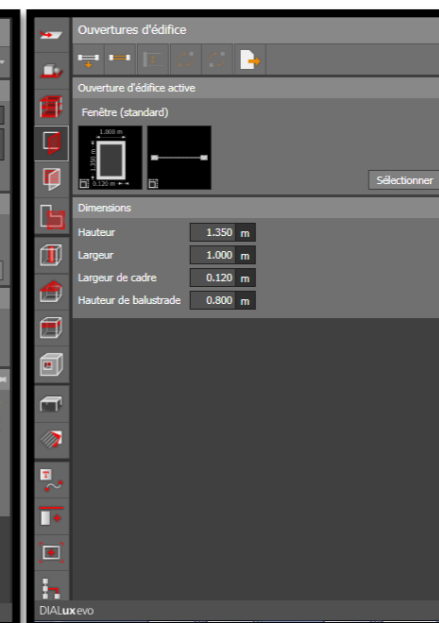 Ouvertures d'édifice
Ouverture d'édifice active
Fenêtre (standard)
1.000 m
1.350 m
0.120 m
Sélectionner
Dimensions
Hauteur 1.350 m
Largeur 1.000 m
Largeur de cadre 0.120 m
Hauteur de balustrade 0.800 m
DIALux evo